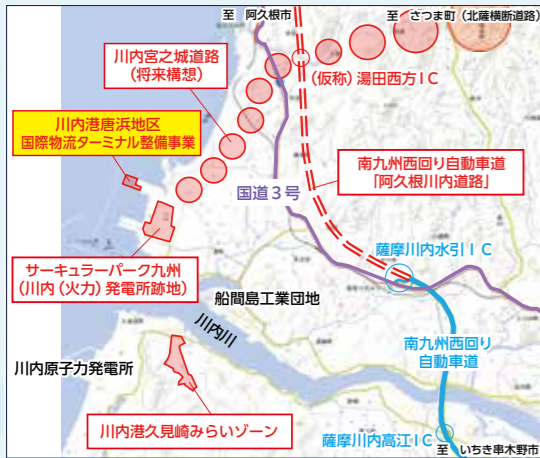 至 阿久根市
至 さつま町(北薩横断道路)
川内宮之城道路
(将来構想)
(仮称)湯田西方IC
川内港唐浜地区
国際物流ターミナル整備事業
南九州西回り自動車道
「阿久根川内道路」
国道3号
薩摩川内水引IC
サーキュラーパーク九州
(川内(火力)発電所跡地)
船間島工業団地
川内川
南九州西回り
自動車道
川内原子力発電所
川内港久見崎みらいゾーン
薩摩川内高江IC
至 いちき串木野市